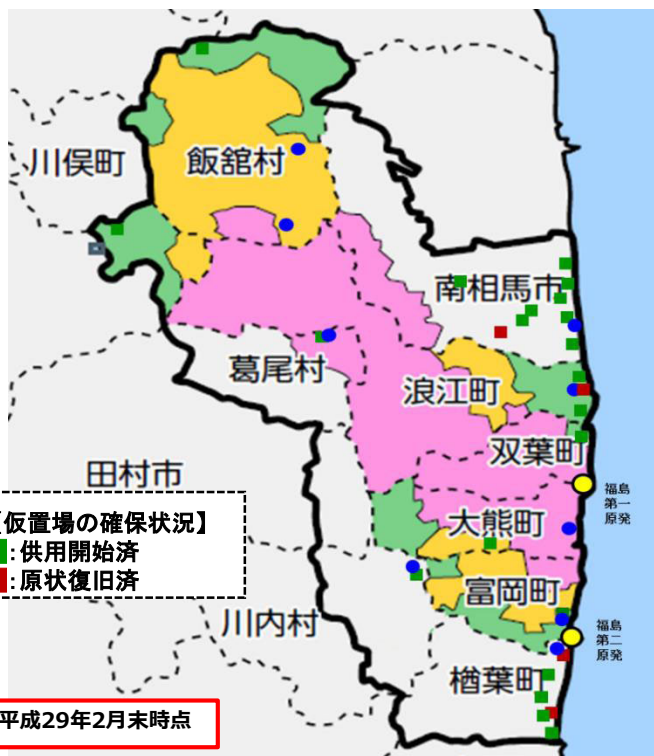 川俣町
飯舘村
南相馬市
葛尾村
浪江町
双葉町
田村市
福島
第一
原発
【仮置場の確保状況】
:供用開始済
:原状復旧済
大熊町
富岡町
川内村
福島
第二
原発
楢葉町
平成29年2月末時点